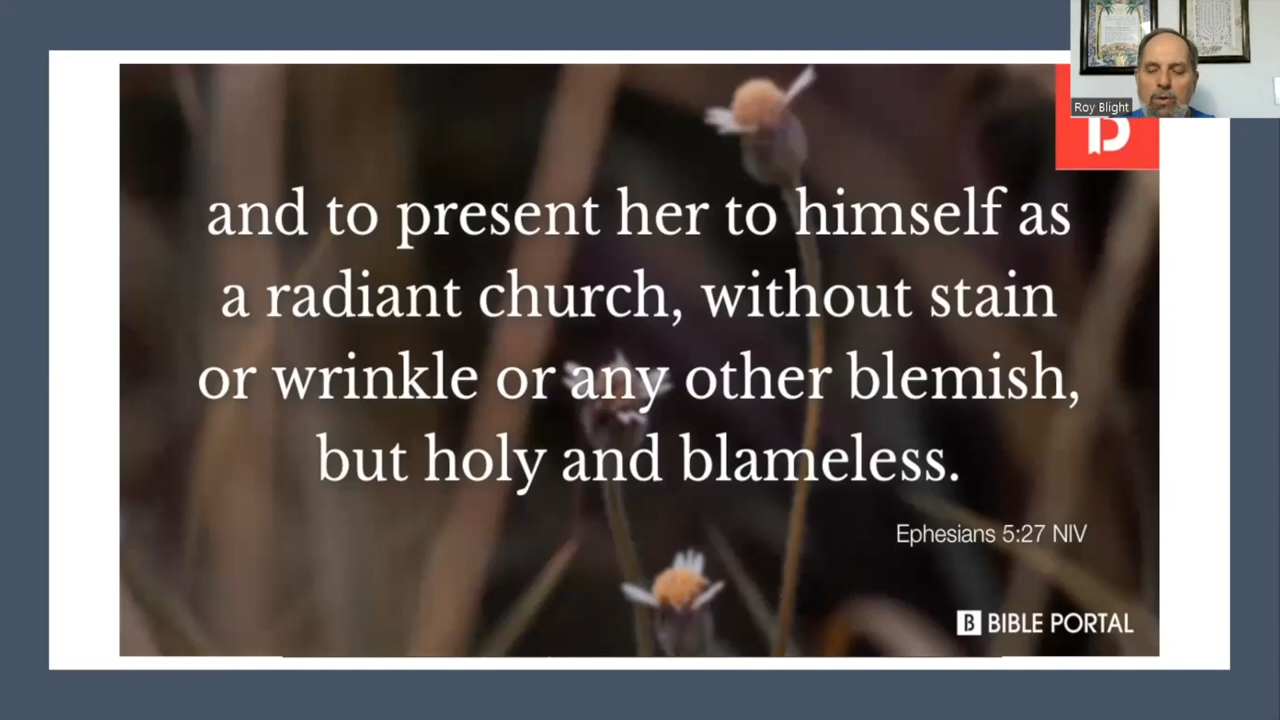 Roy Blight
and to present her to himself as
a radiant church, without stain
or wrinkle or any other blemish,
but holy and blameless.
Ephesians 5:27 NIV
B BIBLE PORTAL